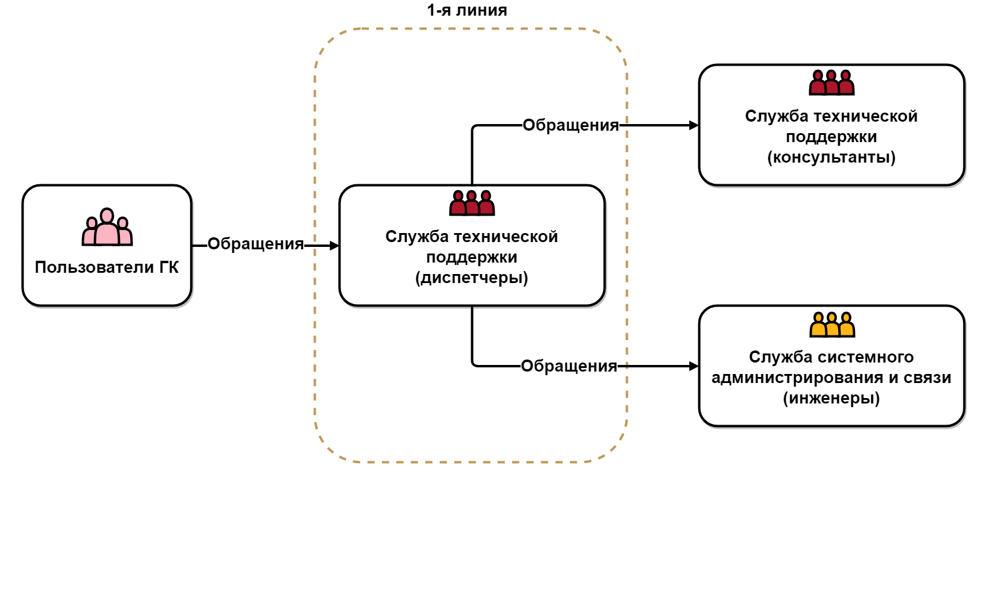 1-я линия
Обращения
Служба технической
поддержки
(консультанты)
Пользователи ГК
Обращения
Служба технической
поддержки
(диспетчеры)
Обращения
Служба системного
администрирования и связи
(инженеры)